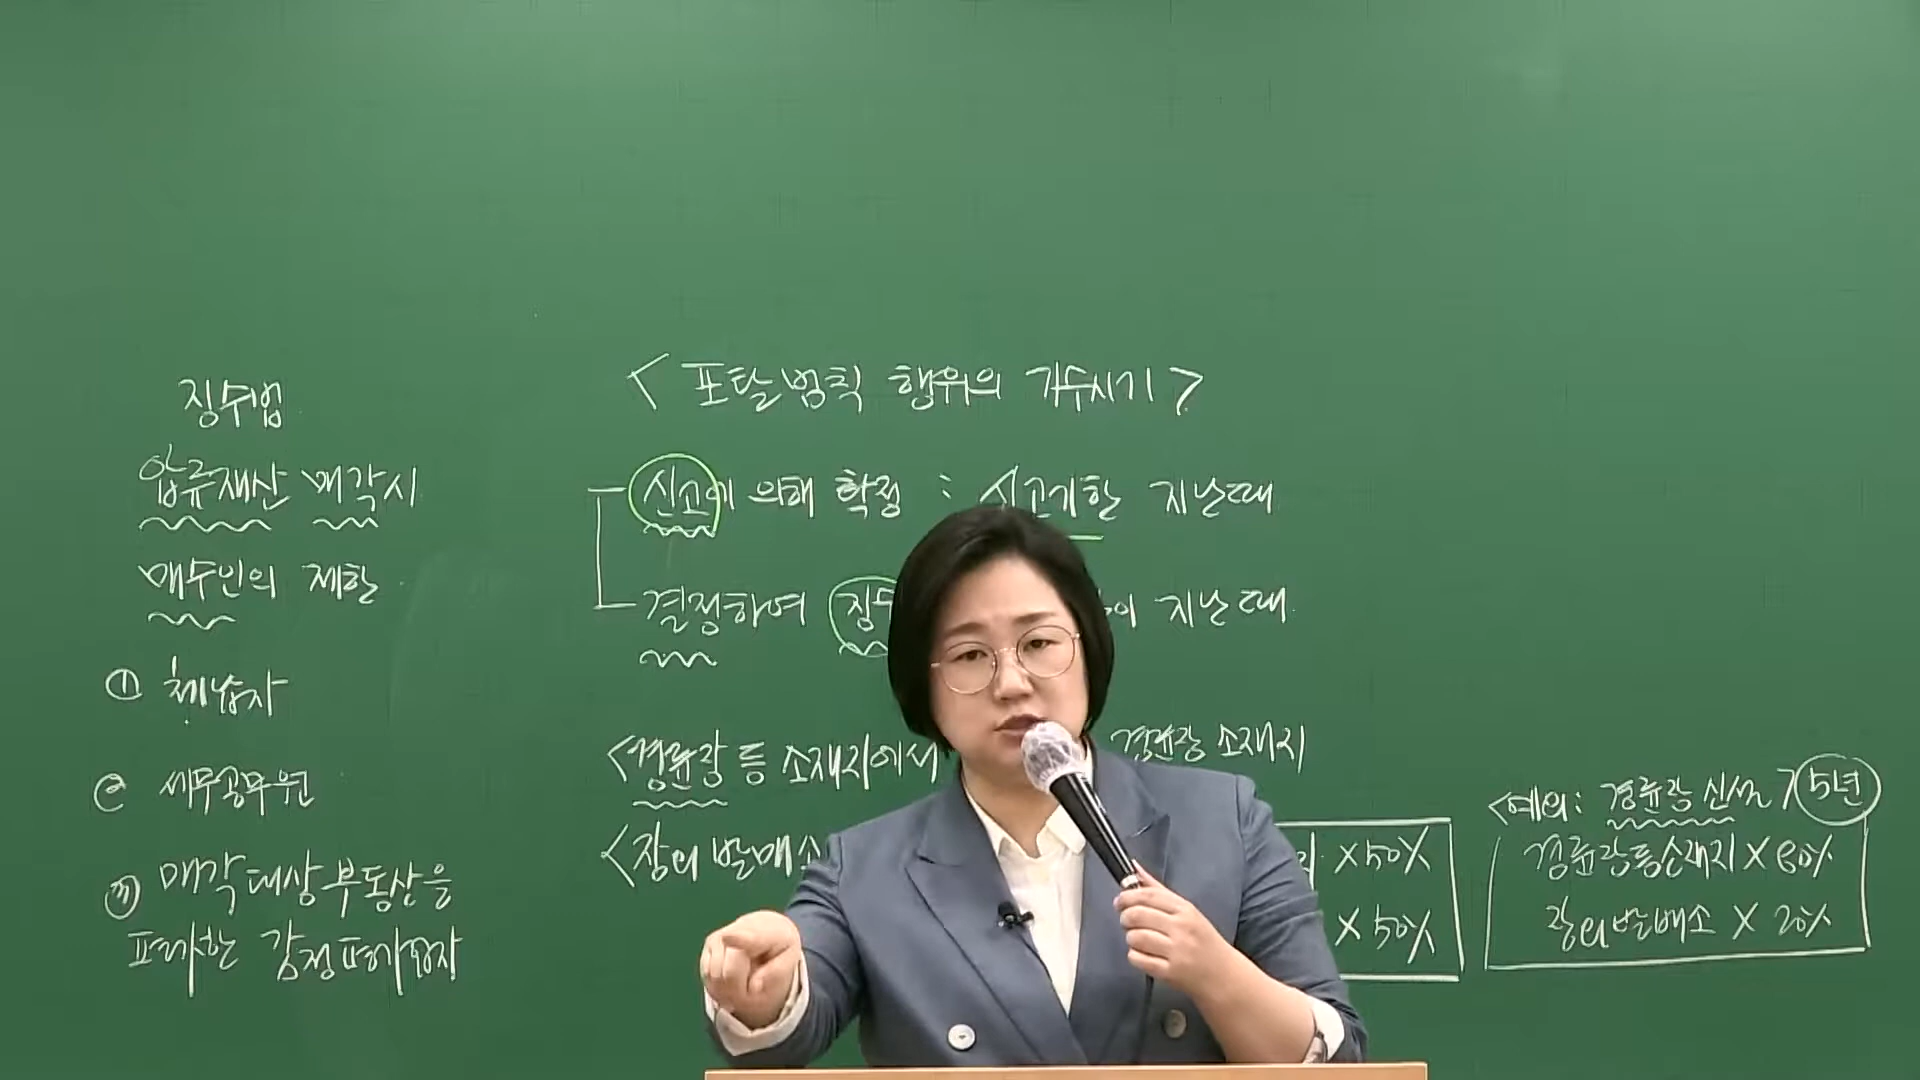 징수법
압류재산 매각시
매수인의 제한
① 체납자
② 세무공무원
③ 매각대상부동산을
평가한 감정평가업자
<포탈범칙 행위의 기수시기>
신고에 의해 확정 : 신고기한 지난때
결정하여 이 지난때
<경륜장 등 소재지에서 경륜장 소재지
<장외발매소
×50%
×50%
<예외: 경륜장 신설 > 5년
경륜장등소재지×80%
장외발매소 × 20%